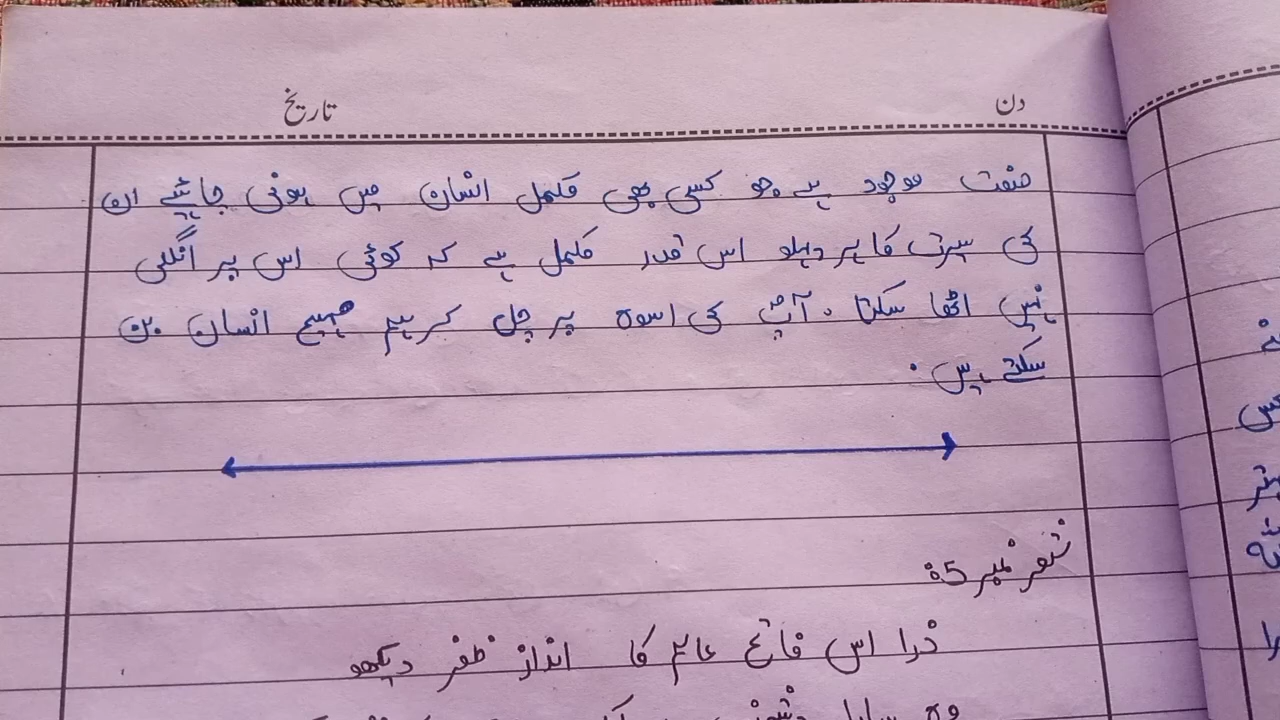 دن تاریخ
صفت موجود ہے جو کسی بھی مکمل انسان میں ہونی چاہیئے ان
کی سیرت کا ہر پہلو اس قدر مکمل ہے کہ کوئی اس پر انگلی
نہیں اٹھا سکتا ۔ آپؐ کی اسوہ پر چل کر ہم صحیح انسان بن
سکتے ہیں ۔
شعر نمبر 5:
ذرا اس فاتح عالم کا انداز ظفر دیکھو
وہ